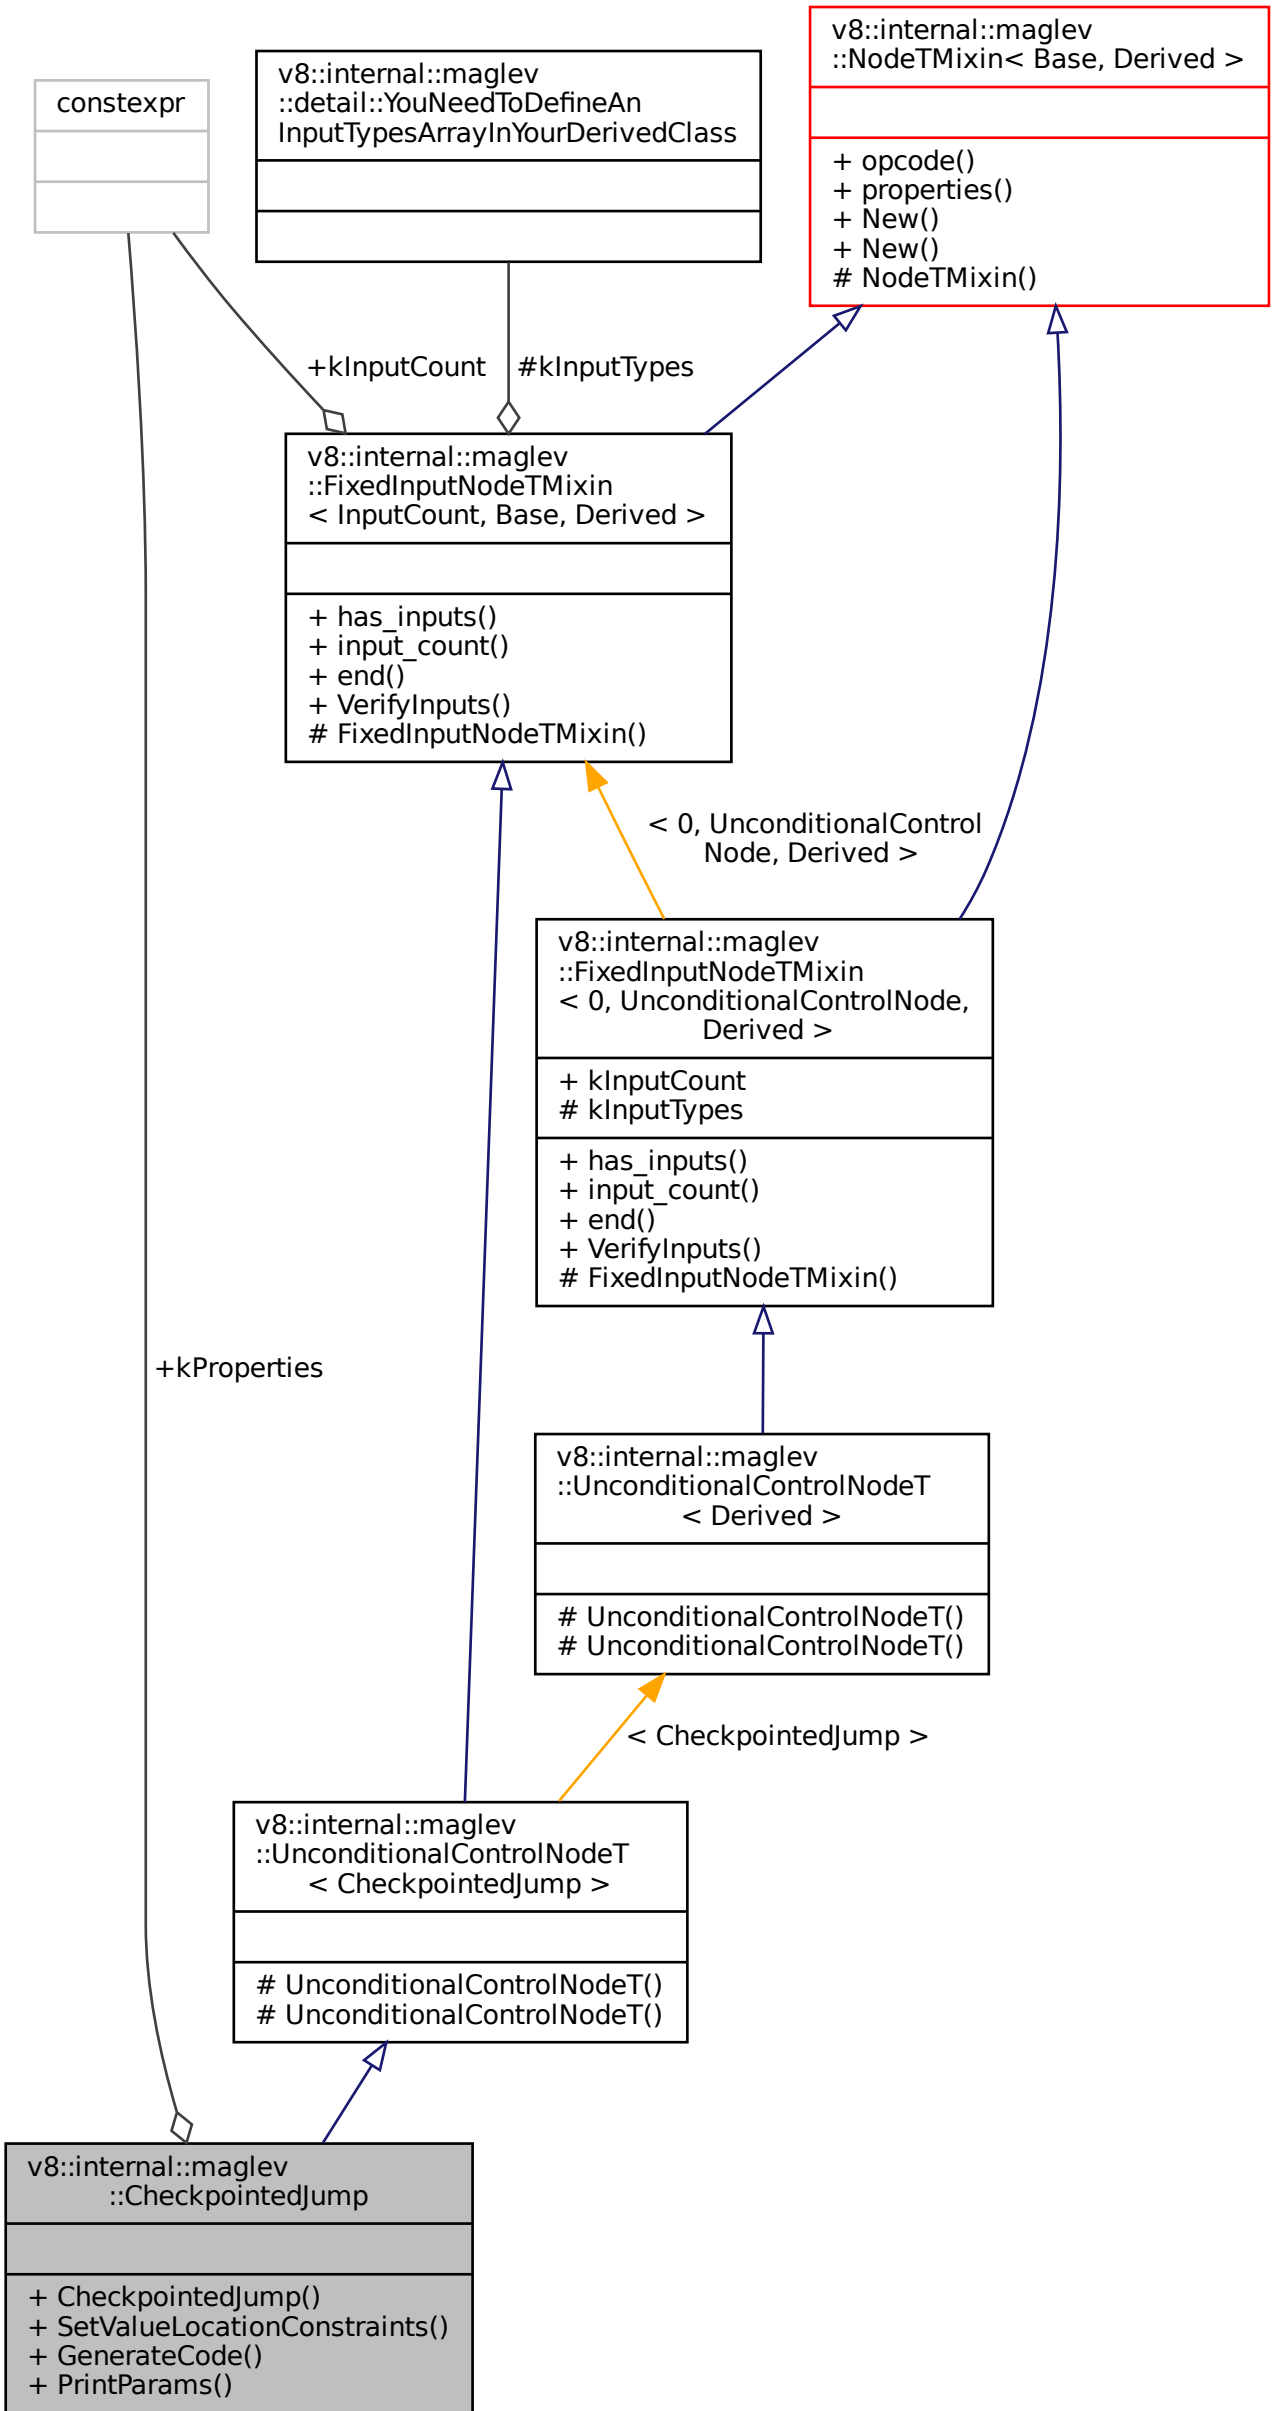 v8::internal::maglev
::NodeTMixin< Base, Derived >
+ opcode()
+ properties()
+ New()
+ New()
# NodeTMixin()
v8::internal::maglev
::detail::YouNeedToDefineAn
InputTypesArrayInYourDerivedClass
constexpr
+kInputCount
#kInputTypes
v8::internal::maglev
::FixedInputNodeTMixin
< InputCount, Base, Derived >
+ has_inputs()
+ input_count()
+ end()
+ VerifyInputs()
# FixedInputNodeTMixin()
< 0, UnconditionalControl
Node, Derived >
v8::internal::maglev
::FixedInputNodeTMixin
< 0, UnconditionalControlNode,
Derived >
+ kInputCount
# kInputTypes
+ has_inputs()
+ input_count()
+ end()
+ VerifyInputs()
# FixedInputNodeTMixin()
+kProperties
v8::internal::maglev
::UnconditionalControlNodeT
< Derived >
# UnconditionalControlNodeT()
# UnconditionalControlNodeT()
< CheckpointedJump >
v8::internal::maglev
::UnconditionalControlNodeT
< CheckpointedJump >
# UnconditionalControlNodeT()
# UnconditionalControlNodeT()
v8::internal::maglev
::CheckpointedJump
+ CheckpointedJump()
+ SetValueLocationConstraints()
+ GenerateCode()
+ PrintParams()